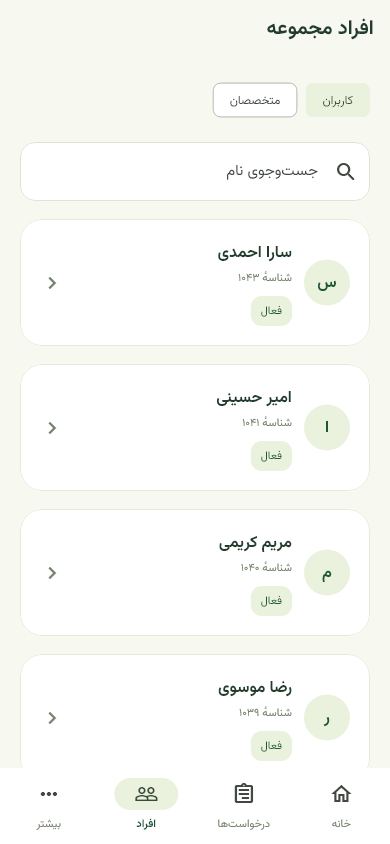 افراد مجموعه
کاربران
متخصصان
جست‌وجوی نام
س
سارا احمدی
شناسهٔ ۱۰۴۳
فعال
ا
امیر حسینی
شناسهٔ ۱۰۴۱
فعال
م
مریم کریمی
شناسهٔ ۱۰۴۰
فعال
ر
رضا موسوی
شناسهٔ ۱۰۳۹
فعال
خانه
درخواست‌ها
افراد
بیشتر